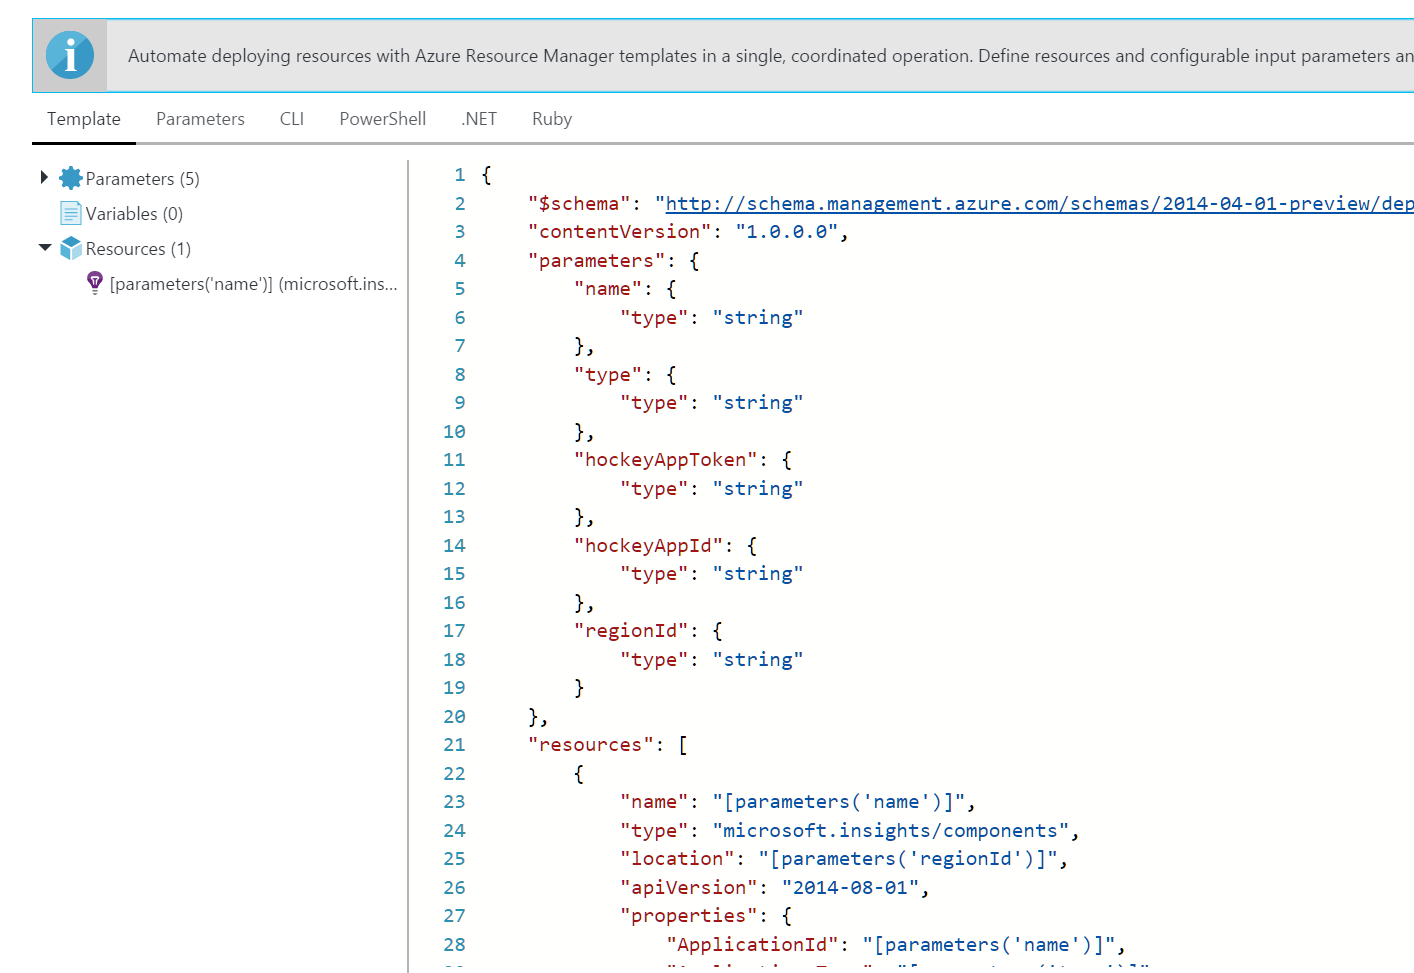 Automate deploying resources with Azure Resource Manager templates in a single, coordinated operation. Define resources and configurable input parameters an
Template Parameters CLI PowerShell .NET Ruby
Parameters (5)
Variables (0)
Resources (1)
[parameters('name')] (microsoft.ins...
1 {
2 "$schema": "http://schema.management.azure.com/schemas/2014-04-01-preview/dep
3 "contentVersion": "1.0.0.0",
4 "parameters": {
5 "name": {
6 "type": "string"
7 },
8 "type": {
9 "type": "string"
10 },
11 "hockeyAppToken": {
12 "type": "string"
13 },
14 "hockeyAppId": {
15 "type": "string"
16 },
17 "regionId": {
18 "type": "string"
19 }
20 },
21 "resources": [
22 {
23 "name": "[parameters('name')]",
24 "type": "microsoft.insights/components",
25 "location": "[parameters('regionId')]",
26 "apiVersion": "2014-08-01",
27 "properties": {
28 "ApplicationId": "[parameters('name')]",